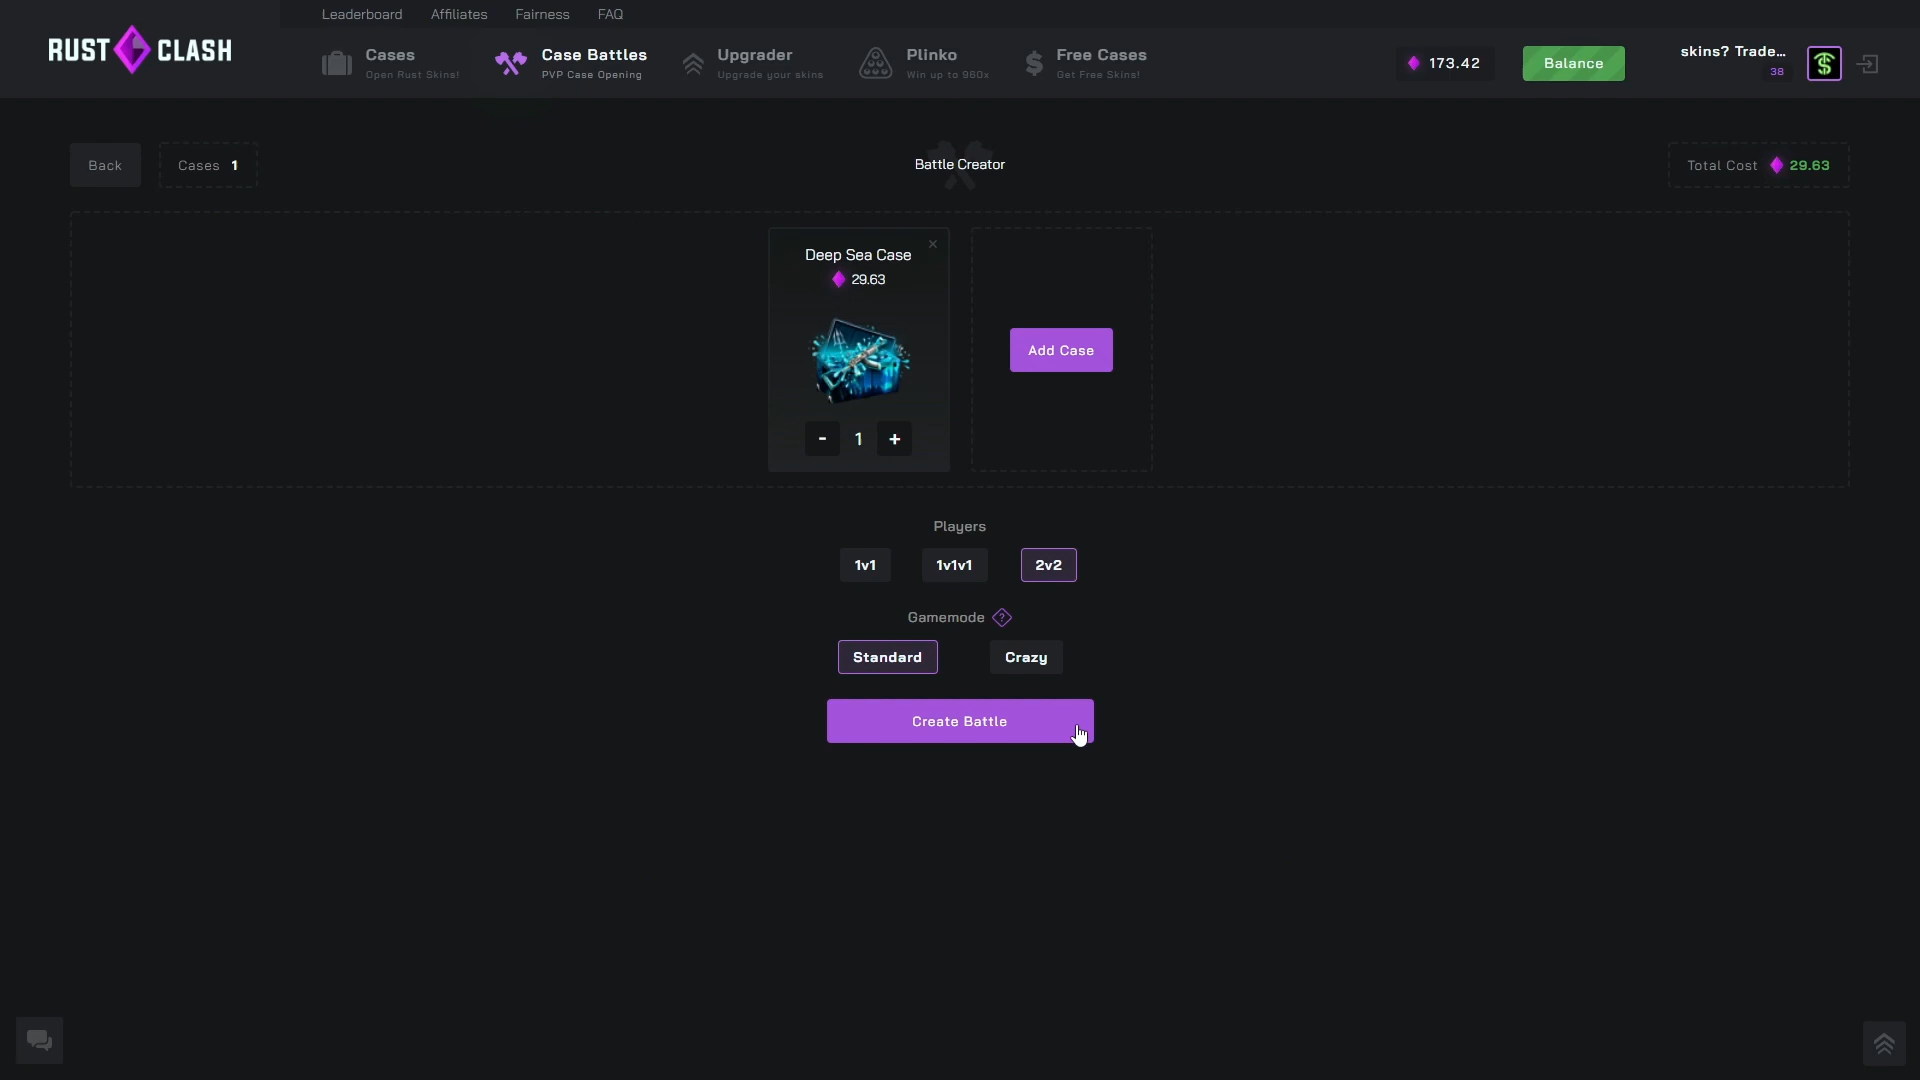 Leaderboard Affiliates Fairness FAQ
RUST CLASH
Cases
Open Rust Skins!
Case Battles
PVP Case Opening
Upgrader
Upgrade your skins
Plinko
Win up to 960x
Free Cases
Get Free Skins!
173.42
Balance
skins? Trade...
38
Back
Cases 1
Battle Creator
Total Cost 29.63
Deep Sea Case
29.63
- 1 +
Add Case
Players
1v1 1v1v1 2v2
Gamemode ?
Standard Crazy
Create Battle